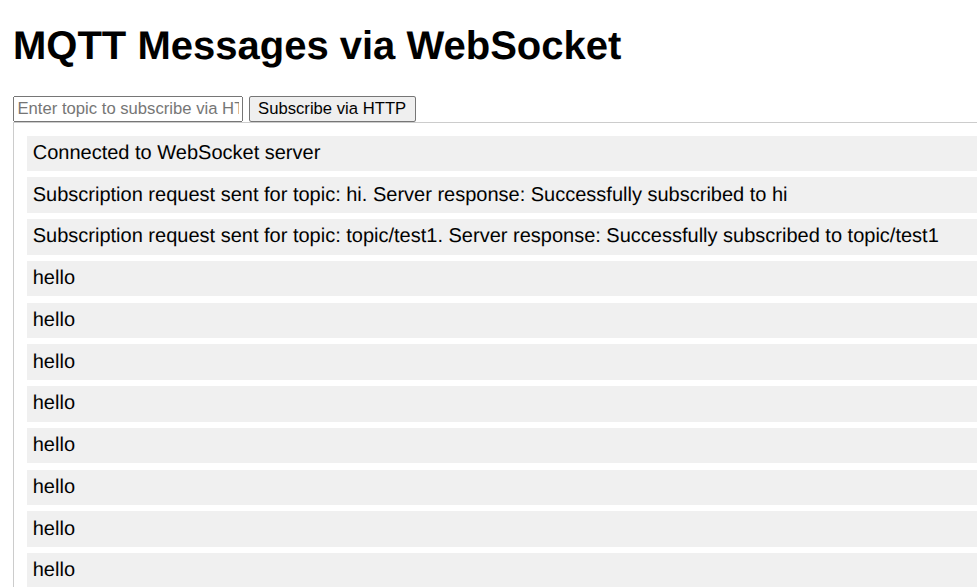 MQTT Messages via WebSocket
Enter topic to subscribe via HT Subscribe via HTTP
Connected to WebSocket server
Subscription request sent for topic: hi. Server response: Successfully subscribed to hi
Subscription request sent for topic: topic/test1. Server response: Successfully subscribed to topic/test1
hello
hello
hello
hello
hello
hello
hello
hello